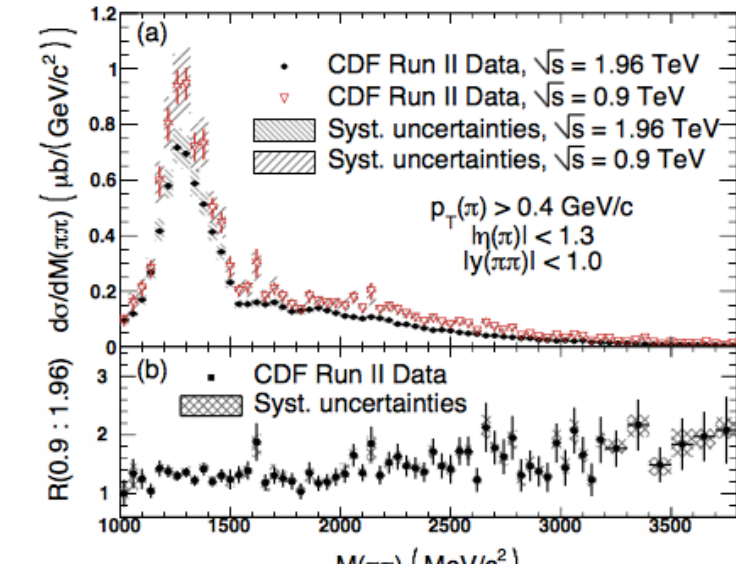 1.2
(a)
CDF Run II Data, √s = 1.96 TeV
CDF Run II Data, √s = 0.9 TeV
Syst. uncertainties, √s = 1.96 TeV
Syst. uncertainties, √s = 0.9 TeV
1
0.8
0.6
0.4
0.2
0
dσ/dM(ππ) ( μb/(GeV/c²) )
p_T(π) > 0.4 GeV/c
|η(π)| < 1.3
|y(ππ)| < 1.0
(b)
CDF Run II Data
Syst. uncertainties
3
2
1
R(0.9 : 1.96)
1000 1500 2000 2500 3000 3500
M(ππ) ( MeV/c² )